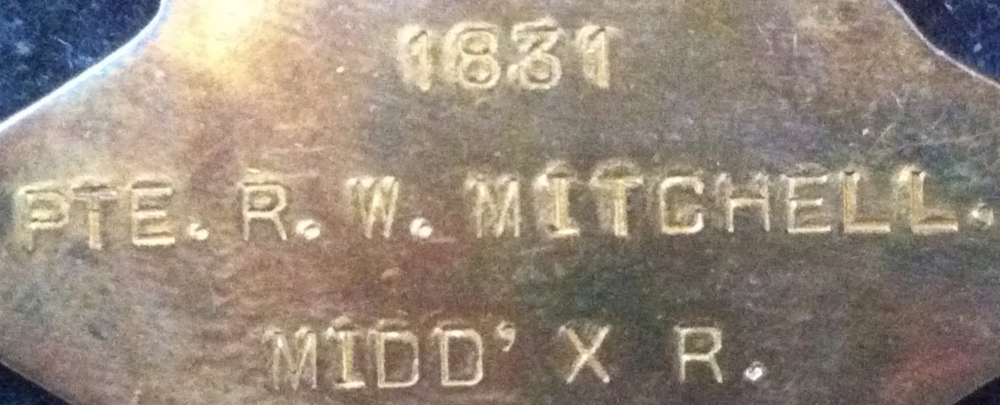 1831
PTE. R. W. MITCHELL.
MIDD' X R.